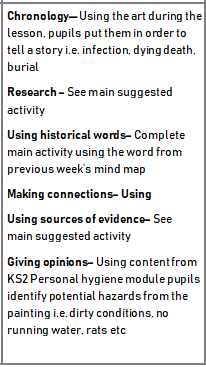 Chronology—Using the art during the
lesson, pupils put them in order to
tell a story i.e. infection, dying death,
burial
Research – See main suggested
activity
Using historical words– Complete
main activity using the word from
previous week's mind map
Making connections– Using
Using sources of evidence– See
main suggested activity
Giving opinions– Using content from
KS2 Personal hygiene module pupils
identify potential hazards from the
painting i.e. dirty conditions, no
running water, rats etc